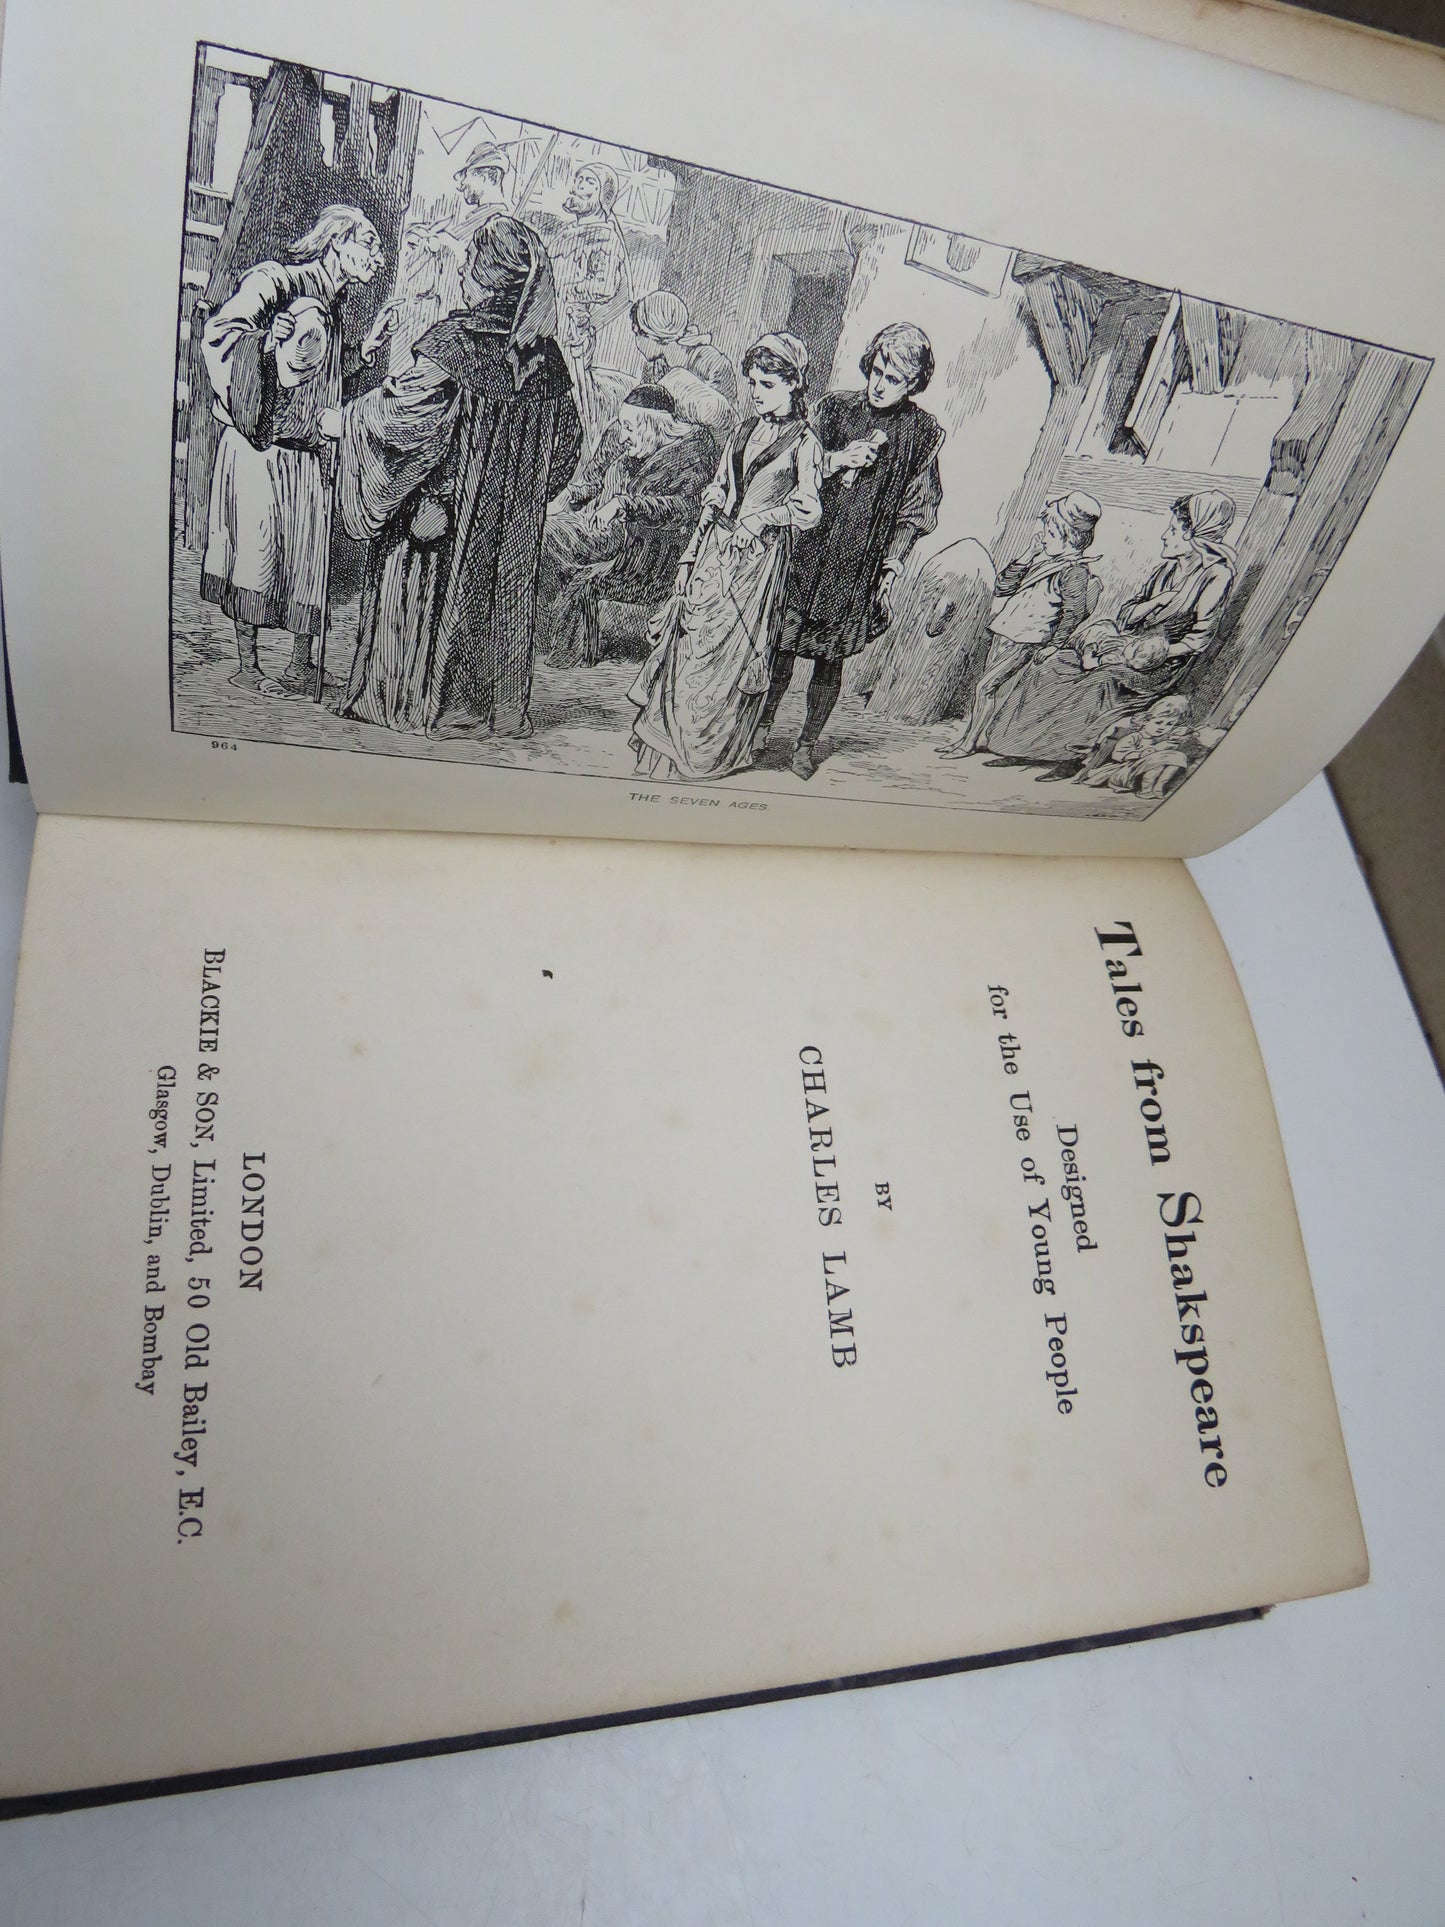 964
THE SEVEN AGES
Tales from Shakspeare
Designed
for the Use of Young People
BY
CHARLES LAMB
LONDON
BLACKIE & SON, Limited, 50 Old Bailey, E.C.
Glasgow, Dublin, and Bombay